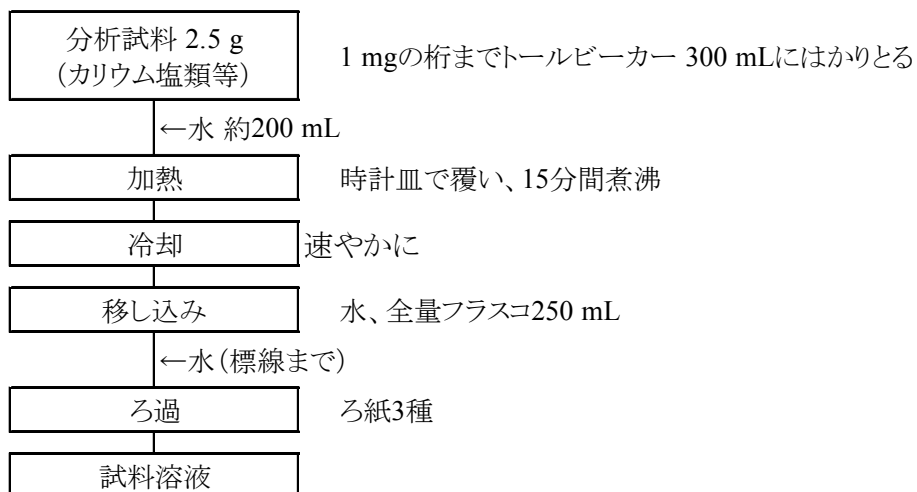 分析試料 2.5 g
(カリウム塩類等)
1 mgの桁までトールビーカー 300 mLにはかりとる
←水 約200 mL
加熱
時計皿で覆い、15分間煮沸
冷却
速やかに
移し込み
水、全量フラスコ250 mL
←水(標線まで)
ろ過
ろ紙3種
試料溶液